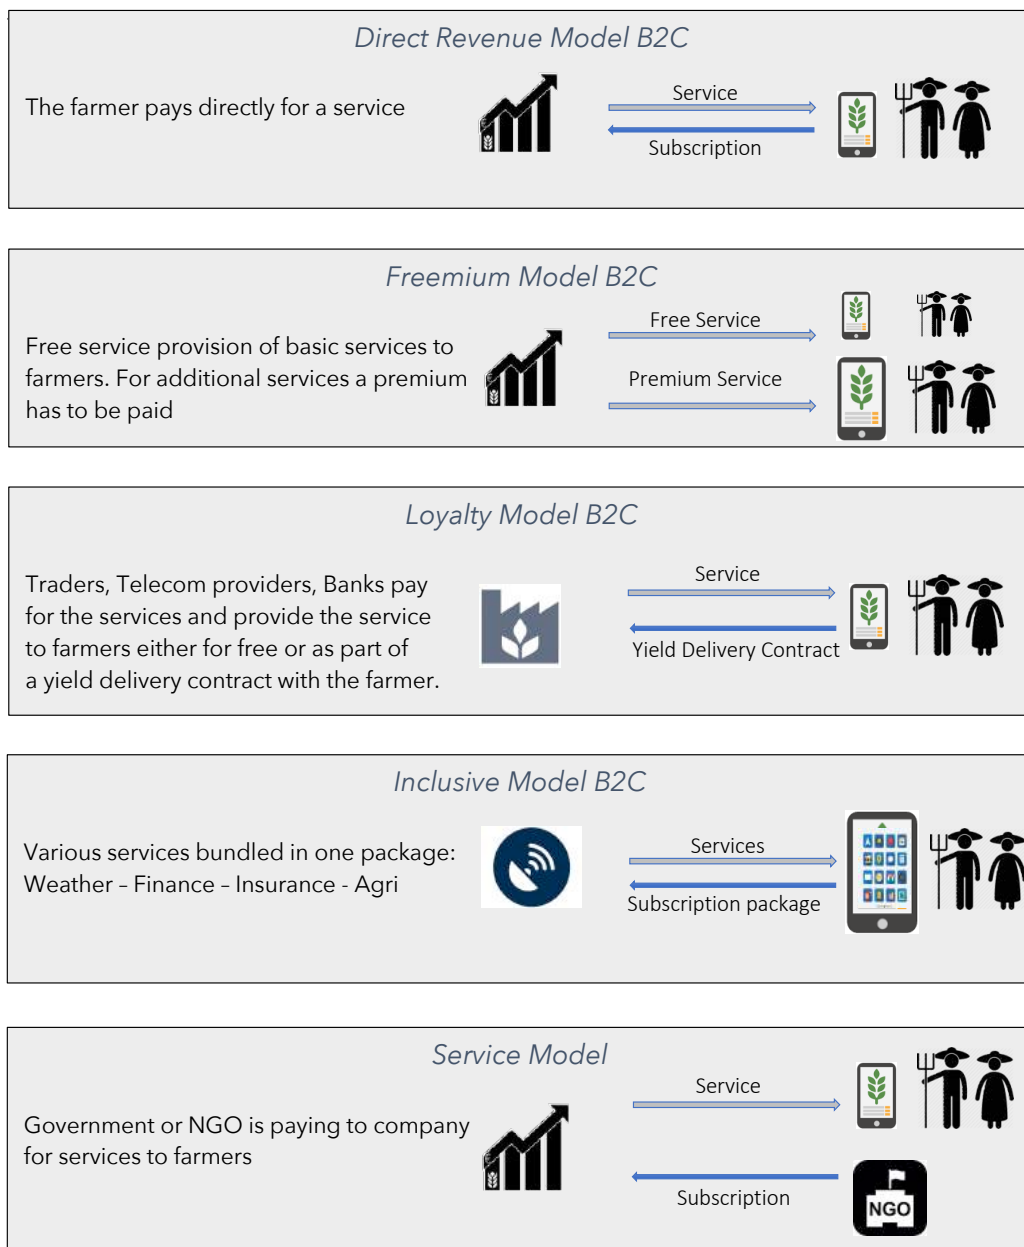 Direct Revenue Model B2C
The farmer pays directly for a service
Service
Subscription
Freemium Model B2C
Free service provision of basic services to
farmers. For additional services a premium
has to be paid
Free Service
Premium Service
Loyalty Model B2C
Traders, Telecom providers, Banks pay
for the services and provide the service
to farmers either for free or as part of
a yield delivery contract with the farmer.
Service
Yield Delivery Contract
Inclusive Model B2C
Various services bundled in one package:
Weather – Finance – Insurance - Agri
Services
Subscription package
Service Model
Government or NGO is paying to company
for services to farmers
Service
Subscription
NGO